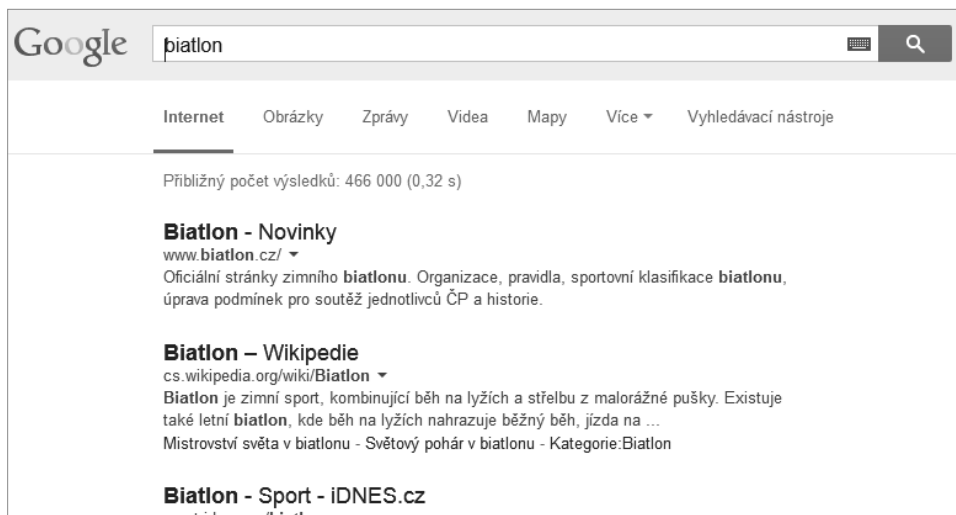 Google biatlon
Internet Obrázky Zprávy Videa Mapy Více Vyhledávací nástroje
Přibližný počet výsledků: 466 000 (0,32 s)
Biatlon - Novinky
www.biatlon.cz/
Oficiální stránky zimního biatlonu. Organizace, pravidla, sportovní klasifikace biatlonu,
úprava podmínek pro soutěž jednotlivců ČP a historie.
Biatlon – Wikipedie
cs.wikipedia.org/wiki/Biatlon
Biatlon je zimní sport, kombinující běh na lyžích a střelbu z malorážné pušky. Existuje
také letní biatlon, kde běh na lyžích nahrazuje běžný běh, jízda na ...
Mistrovství světa v biatlonu - Světový pohár v biatlonu - Kategorie:Biatlon
Biatlon - Sport - iDNES.cz